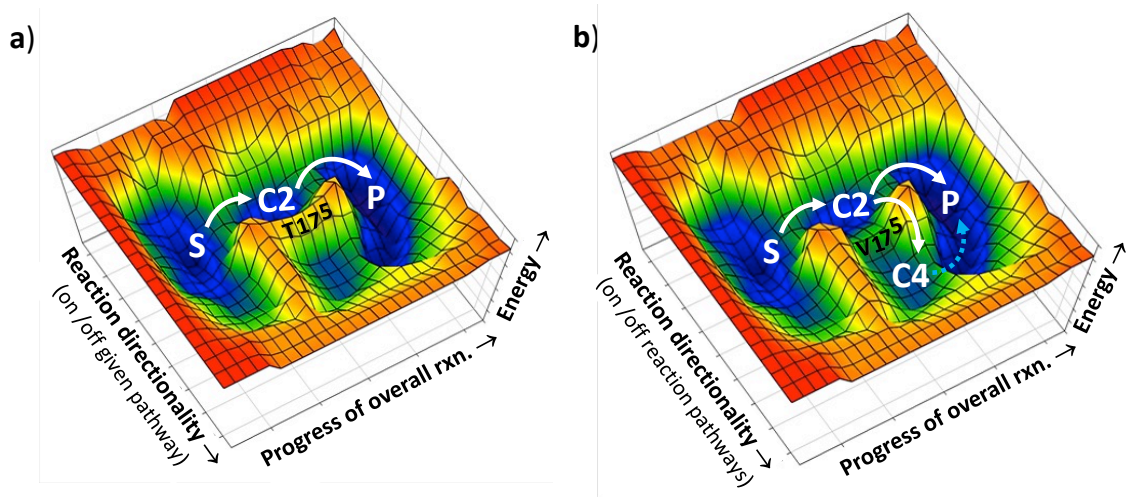 a)
S
C2
P
T175
Reaction directionality →
(on /off given pathway)
Progress of overall rxn. →
Energy →
b)
S
C2
P
V175
C4
Reaction directionality →
(on /off reaction pathways)
Progress of overall rxn. →
Energy →